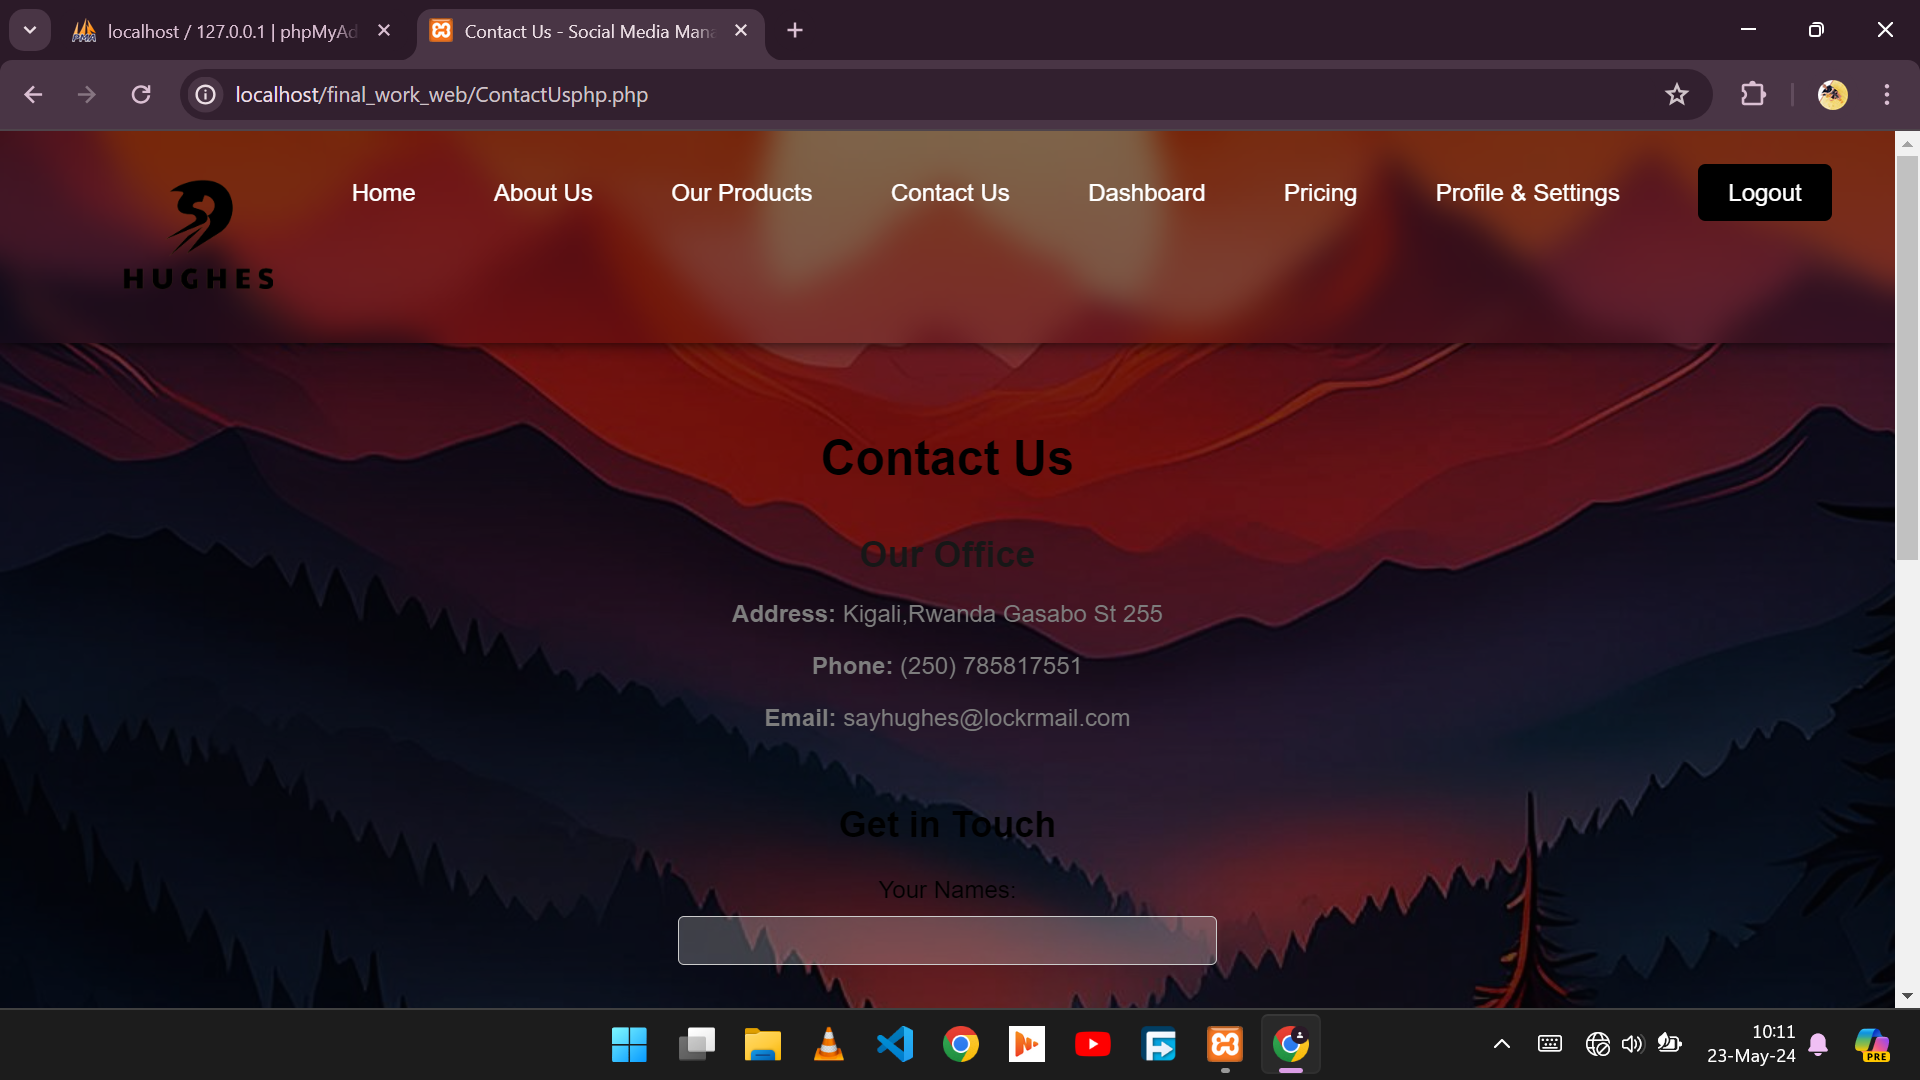 localhost / 127.0.0.1 | phpMyAd
Contact Us - Social Media Mana
localhost/final_work_web/ContactUsphp.php
HUGHES
Home
About Us
Our Products
Contact Us
Dashboard
Pricing
Profile & Settings
Logout
Contact Us
Our Office
Address: Kigali,Rwanda Gasabo St 255
Phone: (250) 785817551
Email: sayhughes@lockrmail.com
Get in Touch
Your Names:
10:11
23-May-24
PRE